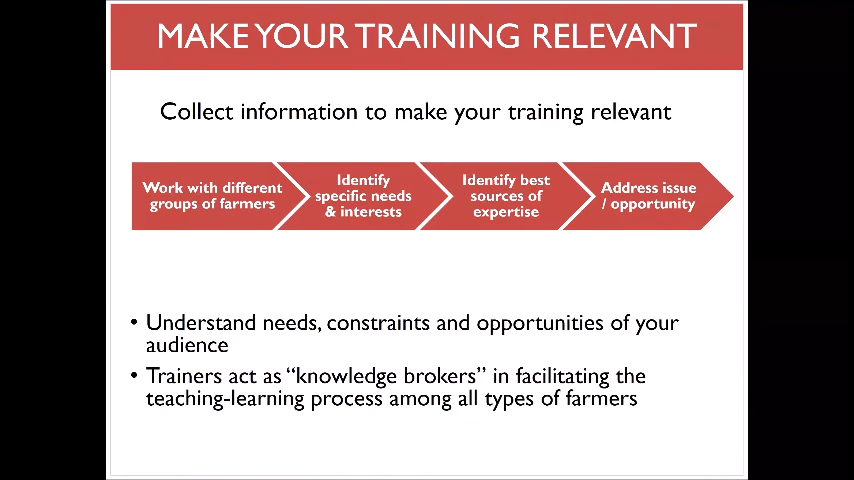 MAKE YOUR TRAINING RELEVANT
Collect information to make your training relevant
Work with different
groups of farmers
Identify
specific needs
& interests
Identify best
sources of
expertise
Address issue
/ opportunity
• Understand needs, constraints and opportunities of your
audience
• Trainers act as “knowledge brokers” in facilitating the
teaching-learning process among all types of farmers